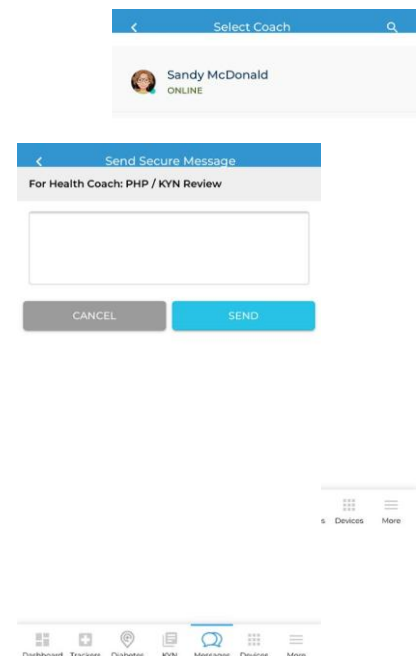 Select Coach
Sandy McDonald
ONLINE
Send Secure Message
For Health Coach: PHP / KYN Review
CANCEL
SEND
s Devices More
Dashboard Trackers Diabetes KYN Messages Devices More